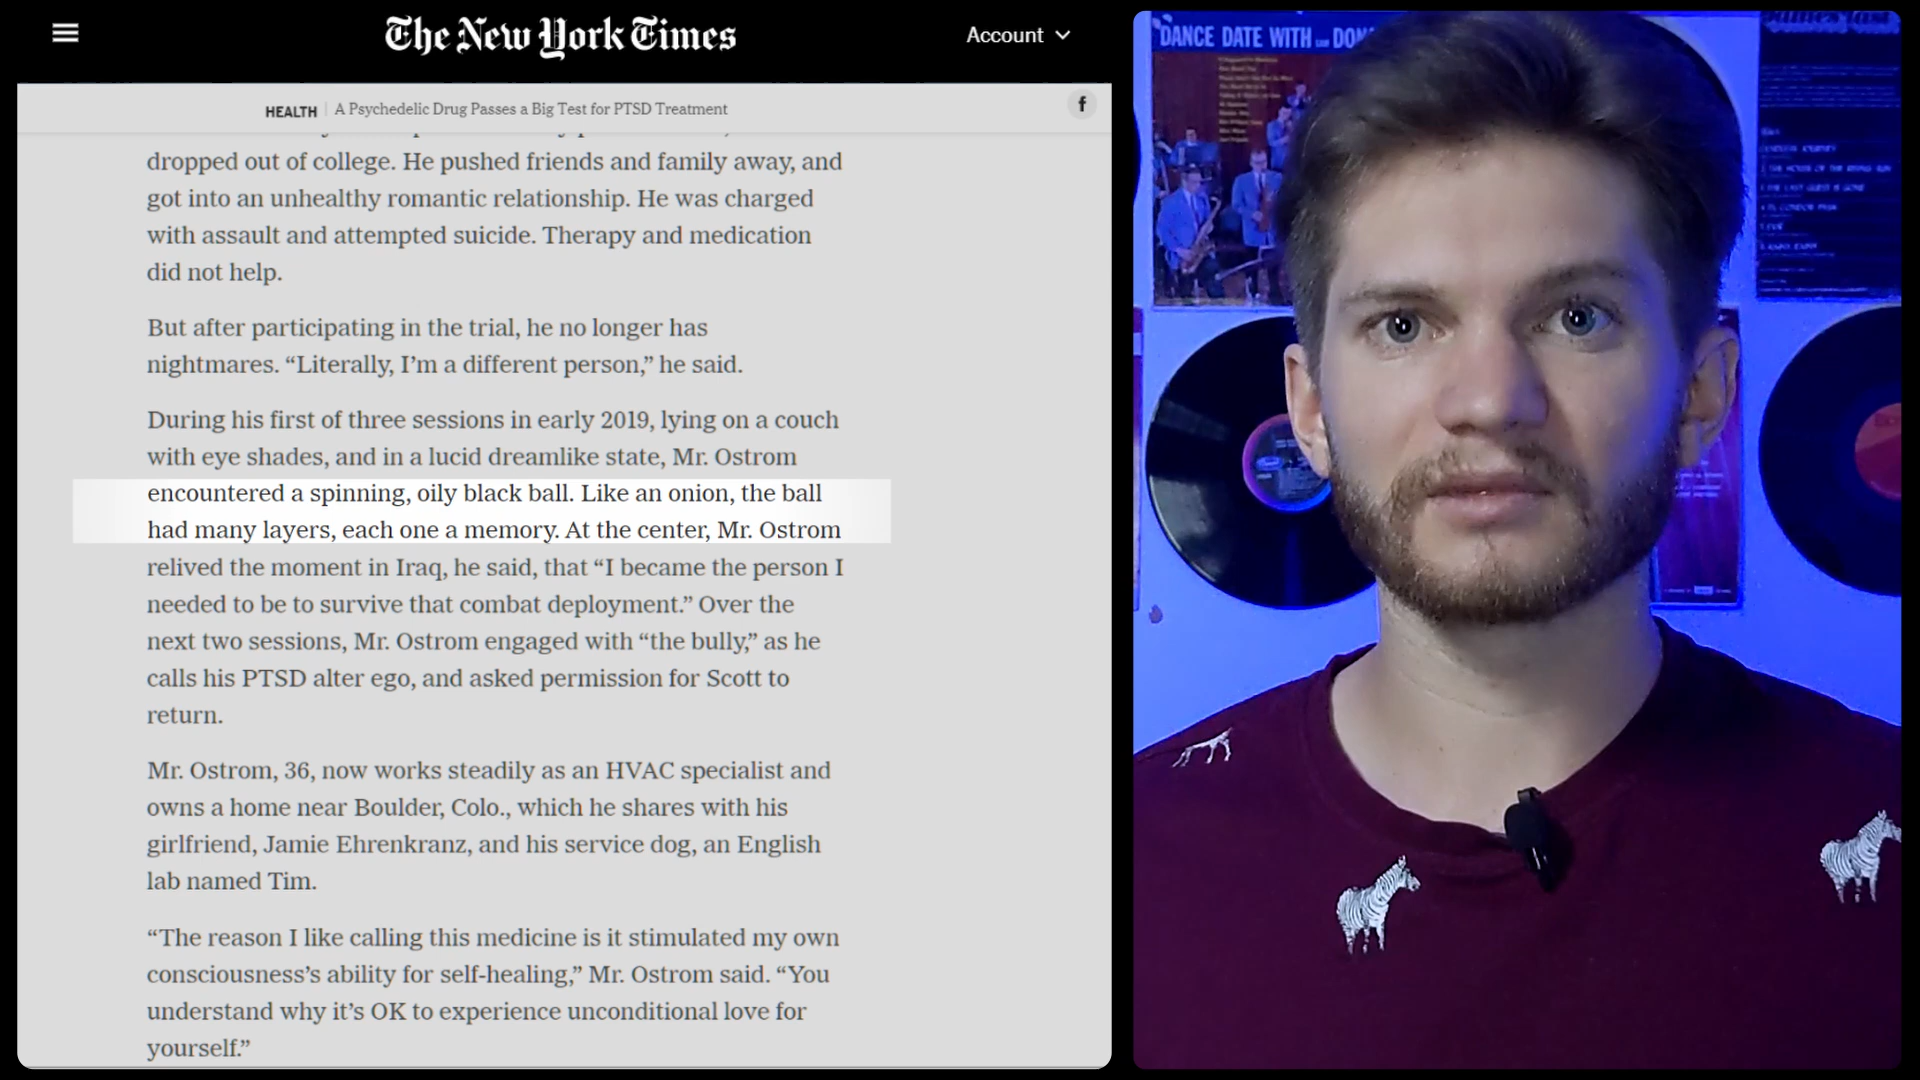 The New York Times
Account
HEALTH
A Psychedelic Drug Passes a Big Test for PTSD Treatment
f
dropped out of college. He pushed friends and family away, and
got into an unhealthy romantic relationship. He was charged
with assault and attempted suicide. Therapy and medication
did not help.
But after participating in the trial, he no longer has
nightmares. “Literally, I’m a different person,” he said.
During his first of three sessions in early 2019, lying on a couch
with eye shades, and in a lucid dreamlike state, Mr. Ostrom
encountered a spinning, oily black ball. Like an onion, the ball
had many layers, each one a memory. At the center, Mr. Ostrom
relived the moment in Iraq, he said, that “I became the person I
needed to be to survive that combat deployment.” Over the
next two sessions, Mr. Ostrom engaged with “the bully,” as he
calls his PTSD alter ego, and asked permission for Scott to
return.
Mr. Ostrom, 36, now works steadily as an HVAC specialist and
owns a home near Boulder, Colo., which he shares with his
girlfriend, Jamie Ehrenkranz, and his service dog, an English
lab named Tim.
“The reason I like calling this medicine is it stimulated my own
consciousness’s ability for self-healing,” Mr. Ostrom said. “You
understand why it’s OK to experience unconditional love for
yourself.”
DANCE DATE WITH